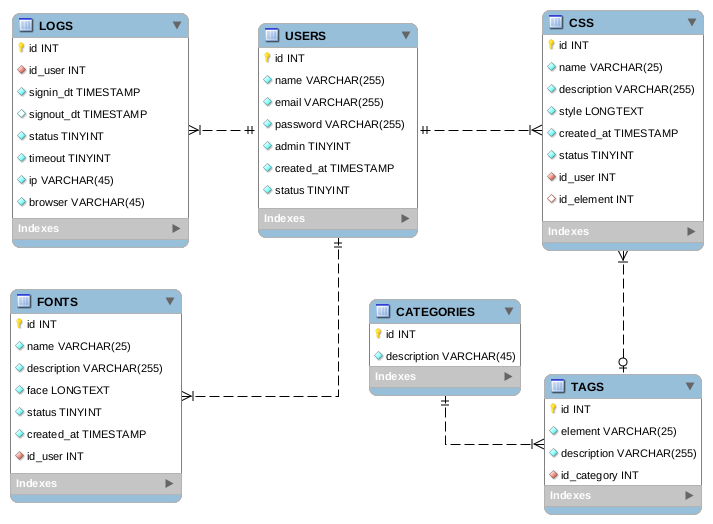 LOGS
id INT
id_user INT
signin_dt TIMESTAMP
signout_dt TIMESTAMP
status TINYINT
timeout TINYINT
ip VARCHAR(45)
browser VARCHAR(45)
Indexes
USERS
id INT
name VARCHAR(255)
email VARCHAR(255)
password VARCHAR(255)
admin TINYINT
created_at TIMESTAMP
status TINYINT
Indexes
CSS
id INT
name VARCHAR(25)
description VARCHAR(255)
style LONGTEXT
created_at TIMESTAMP
status TINYINT
id_user INT
id_element INT
Indexes
FONTS
id INT
name VARCHAR(25)
description VARCHAR(255)
face LONGTEXT
status TINYINT
created_at TIMESTAMP
id_user INT
Indexes
CATEGORIES
id INT
description VARCHAR(45)
Indexes
TAGS
id INT
element VARCHAR(25)
description VARCHAR(255)
id_category INT
Indexes